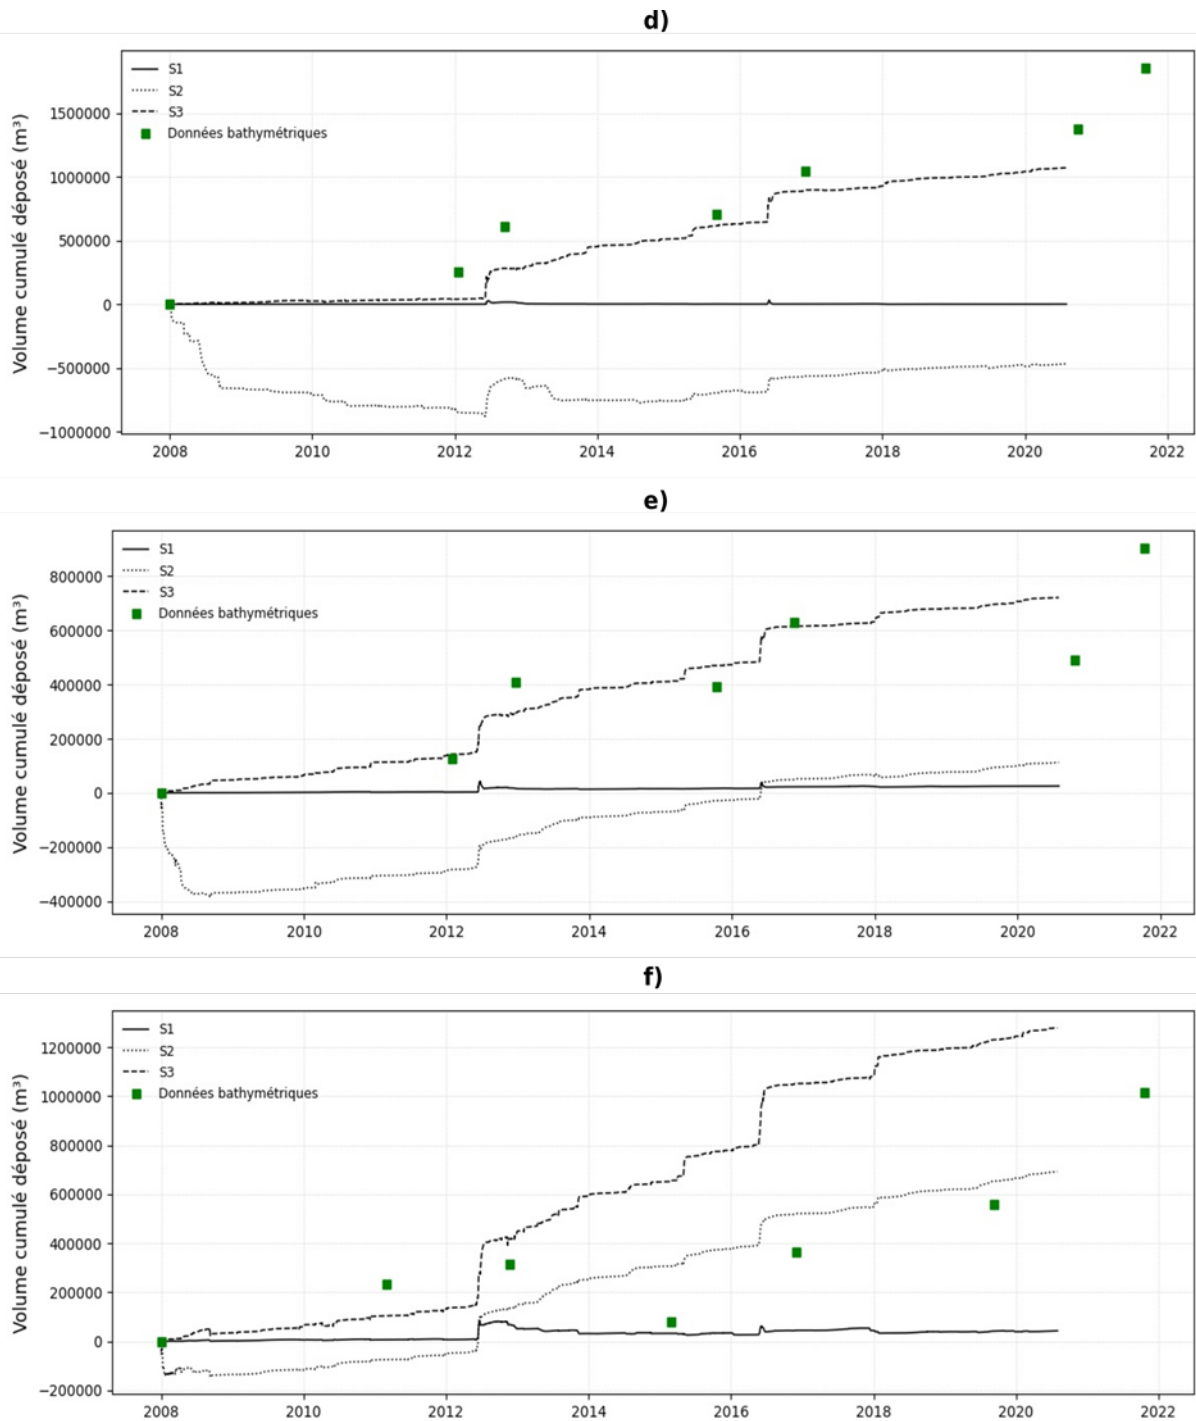 d)
Volume cumulé déposé (m³)
S1
S2
S3
Données bathymétriques
1500000
1000000
500000
0
−500000
−1000000
2008 2010 2012 2014 2016 2018 2020 2022
e)
Volume cumulé déposé (m³)
S1
S2
S3
Données bathymétriques
800000
600000
400000
200000
0
−200000
−400000
2008 2010 2012 2014 2016 2018 2020 2022
f)
Volume cumulé déposé (m³)
S1
S2
S3
Données bathymétriques
1200000
1000000
800000
600000
400000
200000
0
−200000
2008 2010 2012 2014 2016 2018 2020 2022